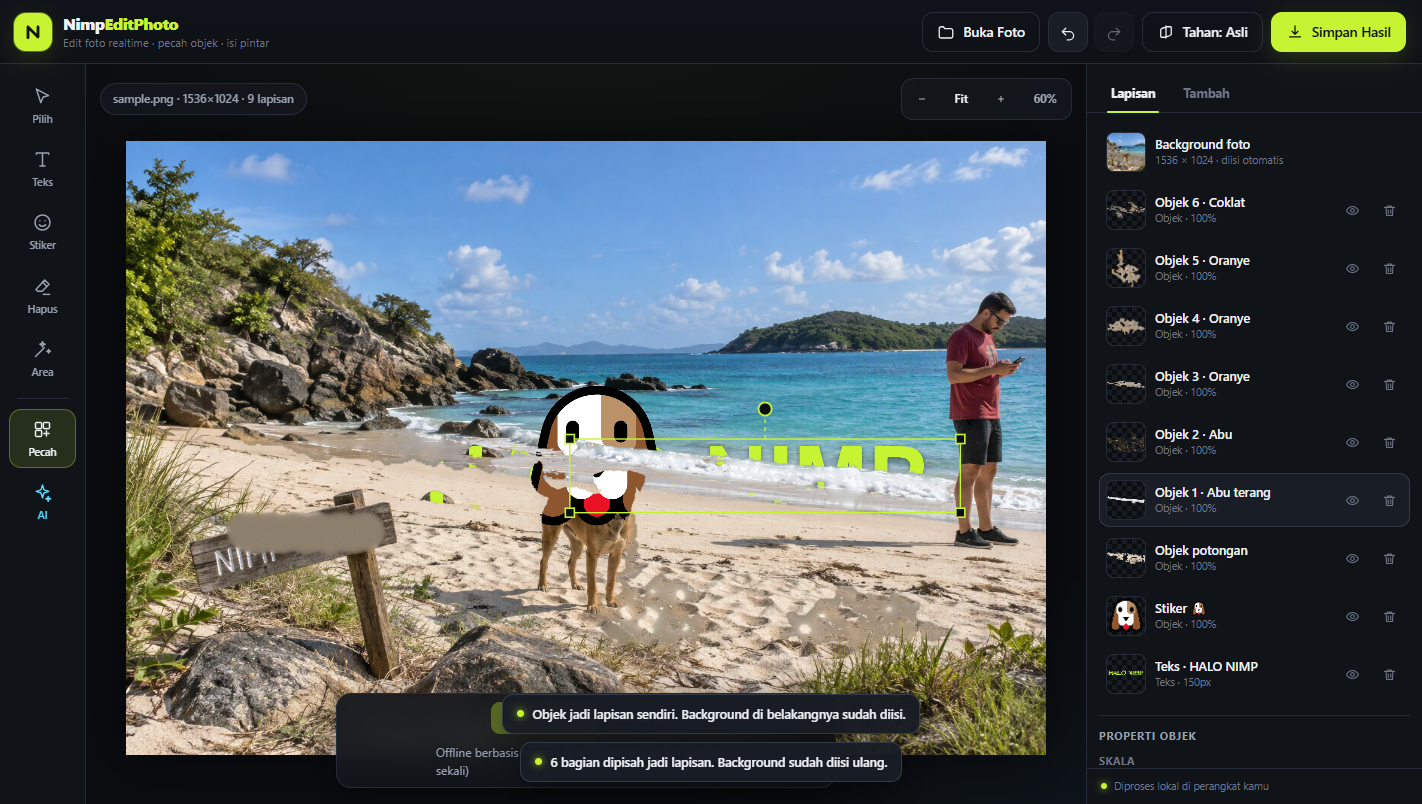 N
NimpEditPhoto
Edit foto realtime · pecah objek · isi pintar
Buka Foto
Tahan: Asli
Simpan Hasil
Pilih
Teks
Stiker
Hapus
Area
Pecah
AI
sample.png · 1536×1024 · 9 lapisan
−
Fit
+
60%
NIMP
Objek jadi lapisan sendiri. Background di belakangnya sudah diisi.
Offline berbasis
sekali)
6 bagian dipisah jadi lapisan. Background sudah diisi ulang.
Lapisan
Tambah
Background foto
1536 × 1024 · diisi otomatis
Objek 6 · Coklat
Objek · 100%
Objek 5 · Oranye
Objek · 100%
Objek 4 · Oranye
Objek · 100%
Objek 3 · Oranye
Objek · 100%
Objek 2 · Abu
Objek · 100%
Objek 1 · Abu terang
Objek · 100%
Objek potongan
Objek · 100%
Stiker
Objek · 100%
HALO NIMP
Teks · HALO NIMP
Teks · 150px
PROPERTI OBJEK
SKALA
Diproses lokal di perangkat kamu